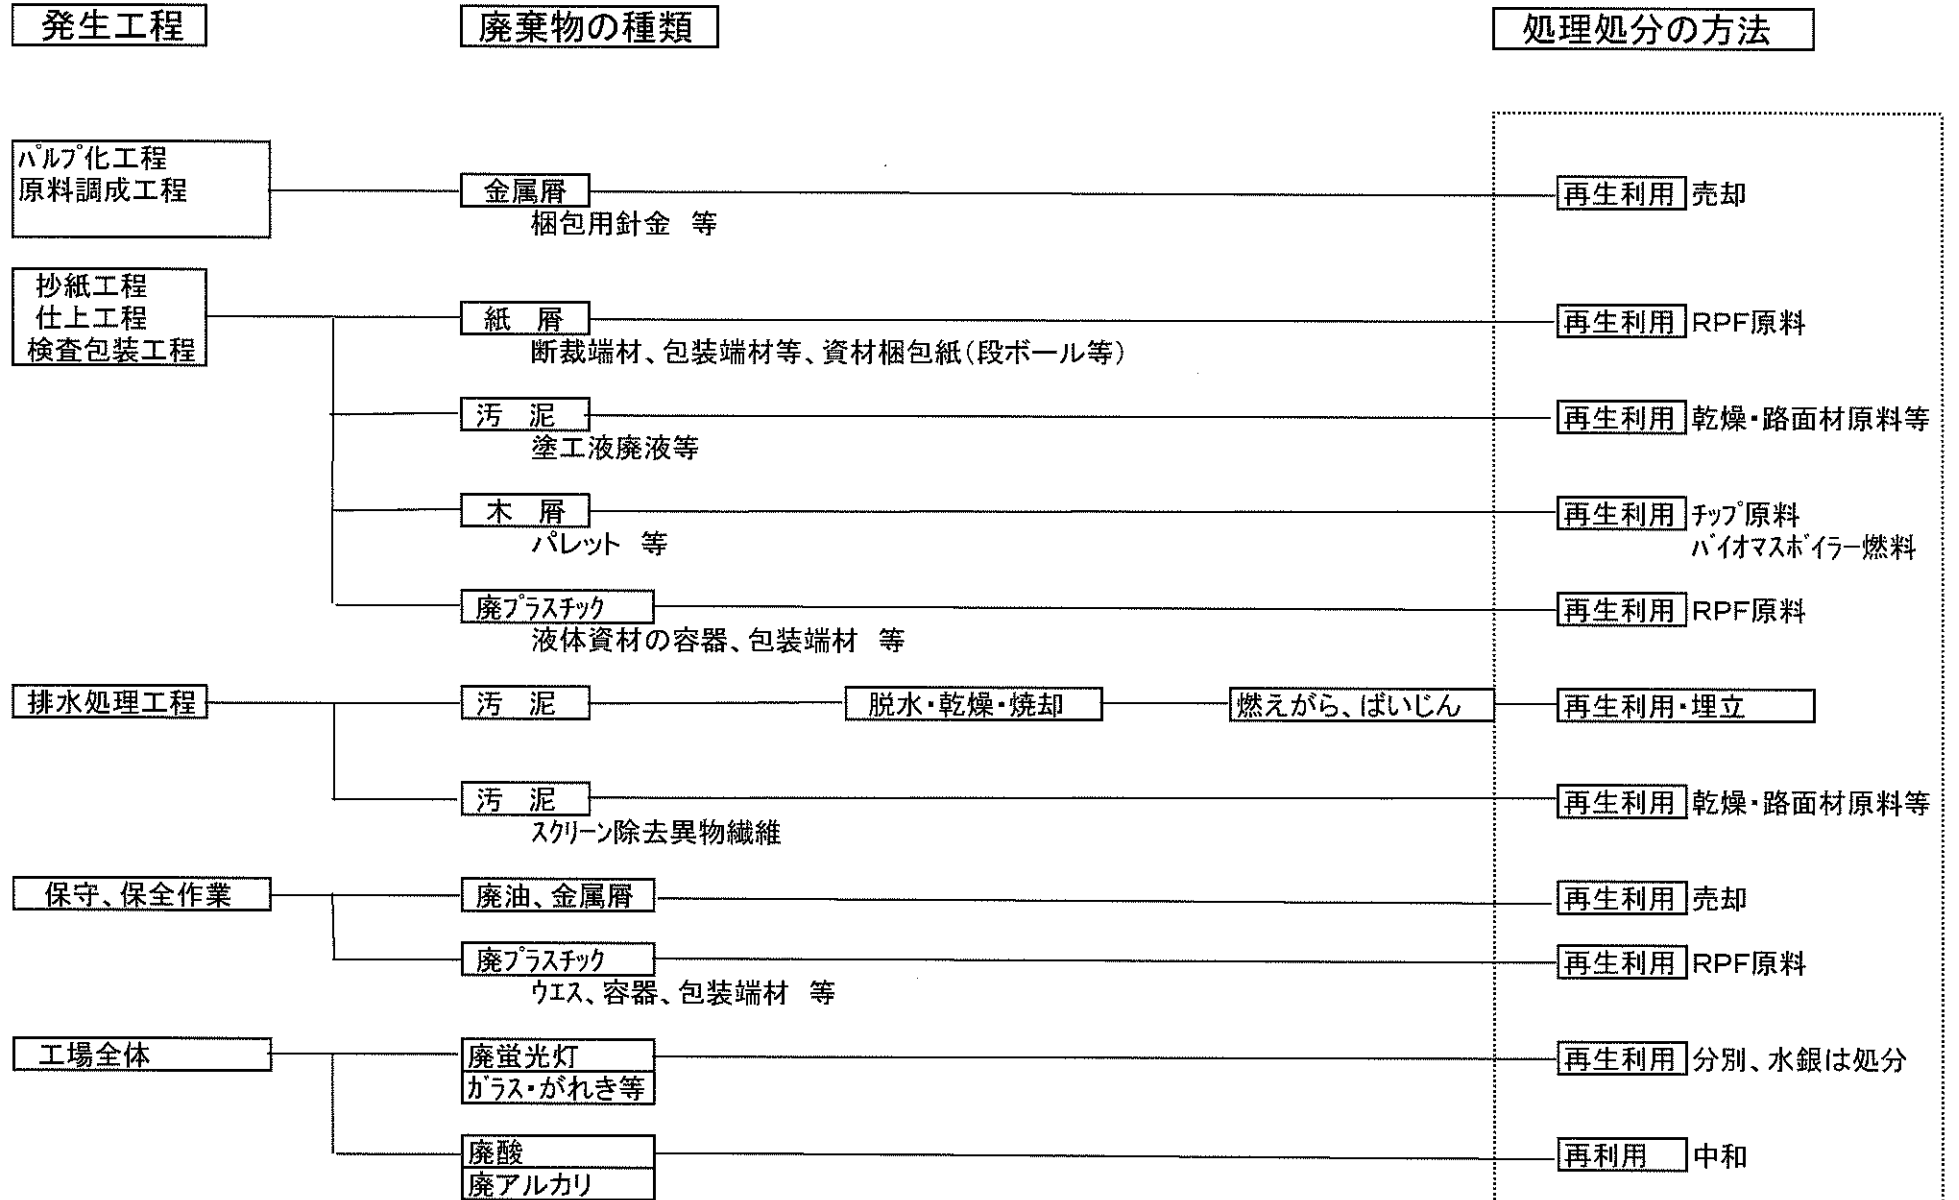 発生工程
廃棄物の種類
処理処分の方法
パルプ化工程
原料調成工程
金属屑
再生利用 売却
梱包用針金 等
抄紙工程
仕上工程
検査包装工程
紙 屑
再生利用 RPF原料
断裁端材、包装端材等、資材梱包紙(段ボール等)
汚 泥
再生利用 乾燥・路面材原料等
塗工液廃液等
木 屑
再生利用 チップ原料
バイオマスボイラー燃料
パレット 等
廃プラスチック
再生利用 RPF原料
液体資材の容器、包装端材 等
排水処理工程
汚 泥
脱水・乾燥・焼却
燃えがら、ばいじん
再生利用・埋立
汚 泥
再生利用 乾燥・路面材原料等
スクリーン除去異物繊維
保守、保全作業
廃油、金属屑
再生利用 売却
廃プラスチック
再生利用 RPF原料
ウエス、容器、包装端材 等
工場全体
廃蛍光灯
再生利用 分別、水銀は処分
ガラス・がれき等
廃酸
再利用 中和
廃アルカリ